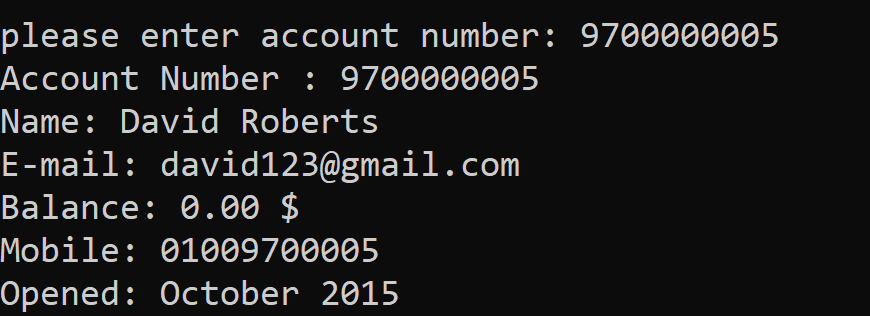 please enter account number: 9700000005
Account Number : 9700000005
Name: David Roberts
E-mail: david123@gmail.com
Balance: 0.00 $
Mobile: 01009700005
Opened: October 2015